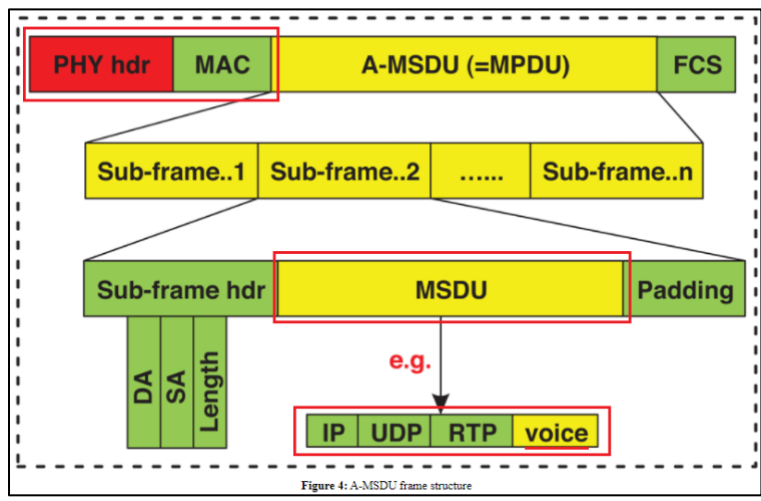 PHY hdr MAC A-MSDU (=MPDU) FCS
Sub-frame..1 Sub-frame..2 ...... Sub-frame..n
Sub-frame hdr MSDU Padding
DA SA Length
e.g.
IP UDP RTP voice
Figure 4: A-MSDU frame structure